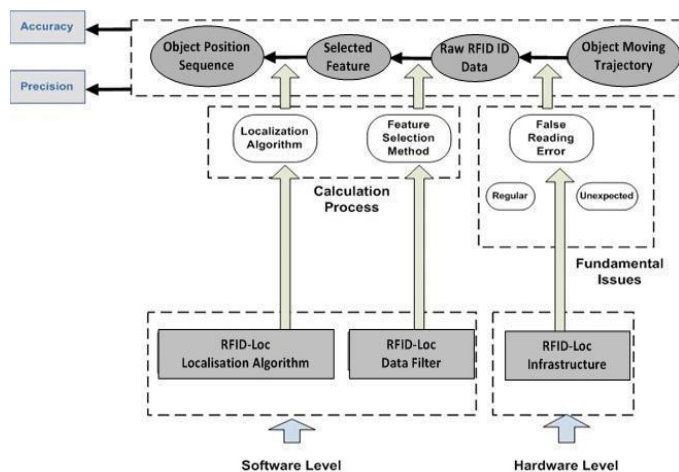 Accuracy
Precision
Object Position
Sequence
Selected
Feature
Raw RFID ID
Data
Object Moving
Trajectory
Localization
Algorithm
Feature
Selection
Method
False
Reading
Error
Regular
Unexpected
Calculation
Process
Fundamental
Issues
RFID-Loc
Localisation Algorithm
RFID-Loc
Data Filter
RFID-Loc
Infrastructure
Software Level
Hardware Level